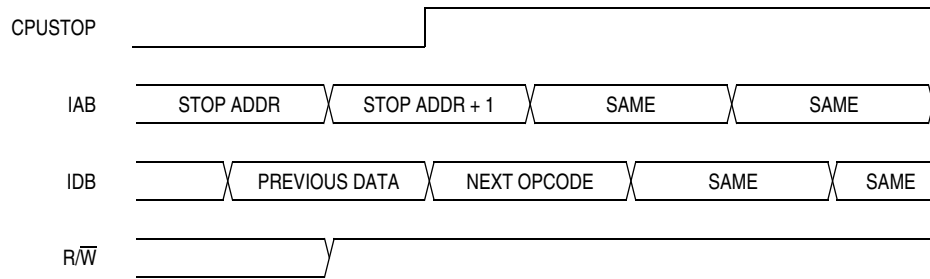 CPUSTOP
IAB STOP ADDR STOP ADDR + 1 SAME SAME
IDB PREVIOUS DATA NEXT OPCODE SAME SAME
R/W̅